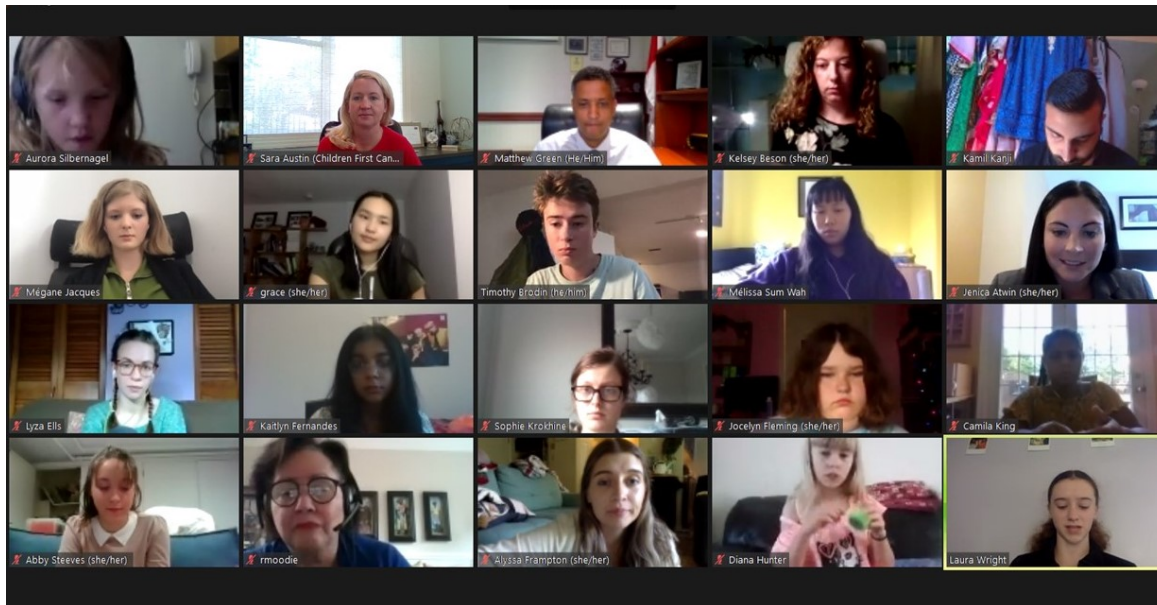 Aurora Silbernagel
Sara Austin (Children First Can...
Matthew Green (He/Him)
Kelsey Beson (she/her)
Kamil Kanji
Mégane Jacques
grace (she/her)
Timothy Brodin (he/him)
Mélissa Sum Wah
Jenica Atwin (she/her)
Lyza Ells
Kaitlyn Fernandes
Sophie Krokhine
Jocelyn Fleming (she/her)
Camila King
Abby Steeves (she/her)
rmoodie
Alyssa Frampton (she/her)
Diana Hunter
Laura Wright